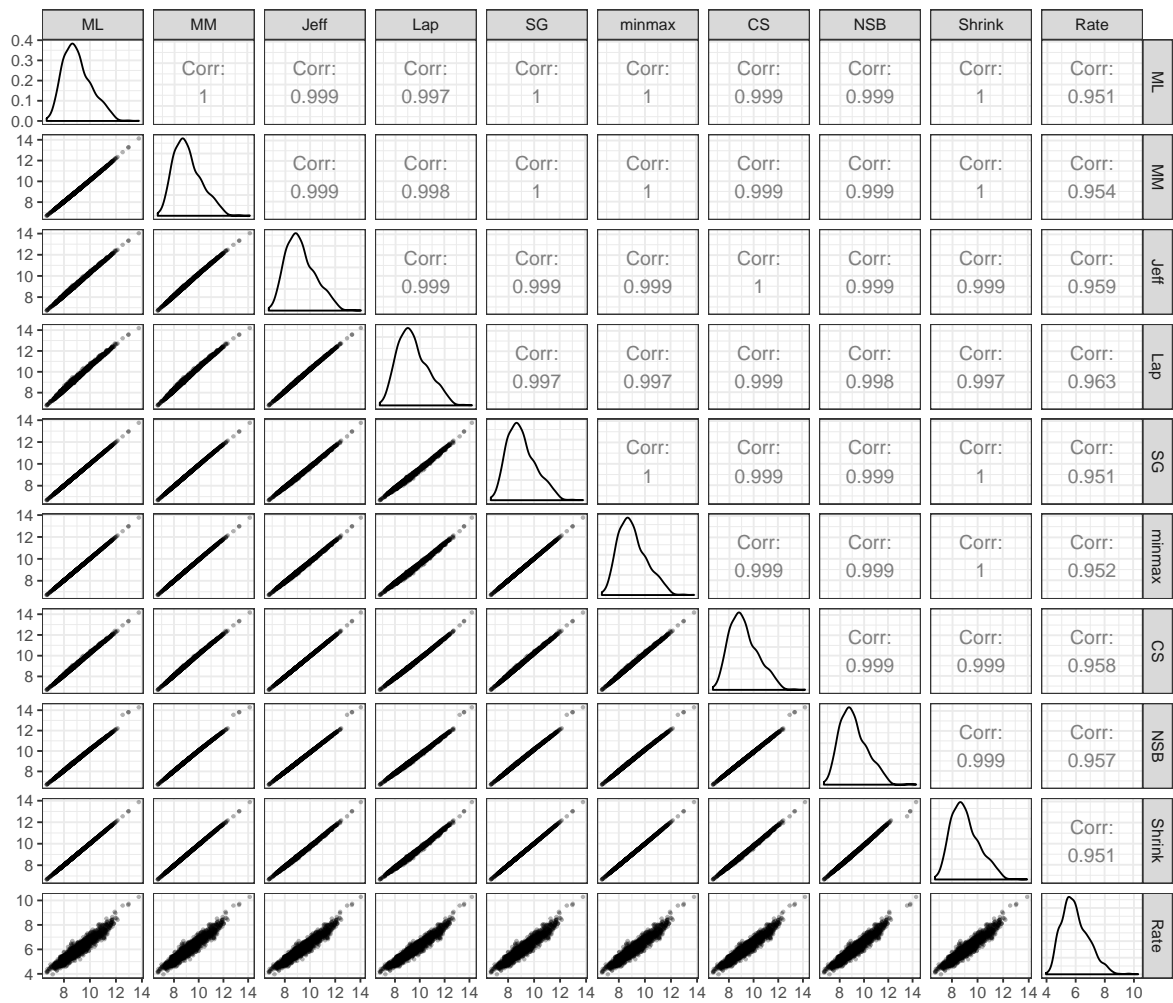 ML MM Jeff Lap SG minmax CS NSB Shrink Rate
0.4
0.3
0.2
0.1
0.0
Corr: Corr: Corr: Corr: Corr: Corr: Corr: Corr: Corr:
1 0.999 0.997 1 1 0.999 0.999 1 0.951
ML
14
12
10
8
Corr: Corr: Corr: Corr: Corr: Corr: Corr: Corr:
0.999 0.998 1 1 0.999 0.999 1 0.954
MM
14
12
10
8
Corr: Corr: Corr: Corr: Corr: Corr: Corr:
0.999 0.999 0.999 1 0.999 0.999 0.959
Jeff
14
12
10
8
Corr: Corr: Corr: Corr: Corr: Corr:
0.997 0.997 0.999 0.998 0.997 0.963
Lap
14
12
10
8
Corr: Corr: Corr: Corr: Corr:
1 0.999 0.999 1 0.951
SG
14
12
10
8
Corr: Corr: Corr: Corr:
0.999 0.999 1 0.952
minmax
14
12
10
8
Corr: Corr: Corr:
0.999 0.999 0.958
CS
14
12
10
8
Corr: Corr:
0.999 0.957
NSB
14
12
10
8
Corr:
0.951
Shrink
10
8
6
4
Rate
8 10 12 14 8 10 12 14 8 10 12 14 8 10 12 14 8 10 12 14 8 10 12 14 8 10 12 14 8 10 12 14 8 10 12 14 4 6 8 10